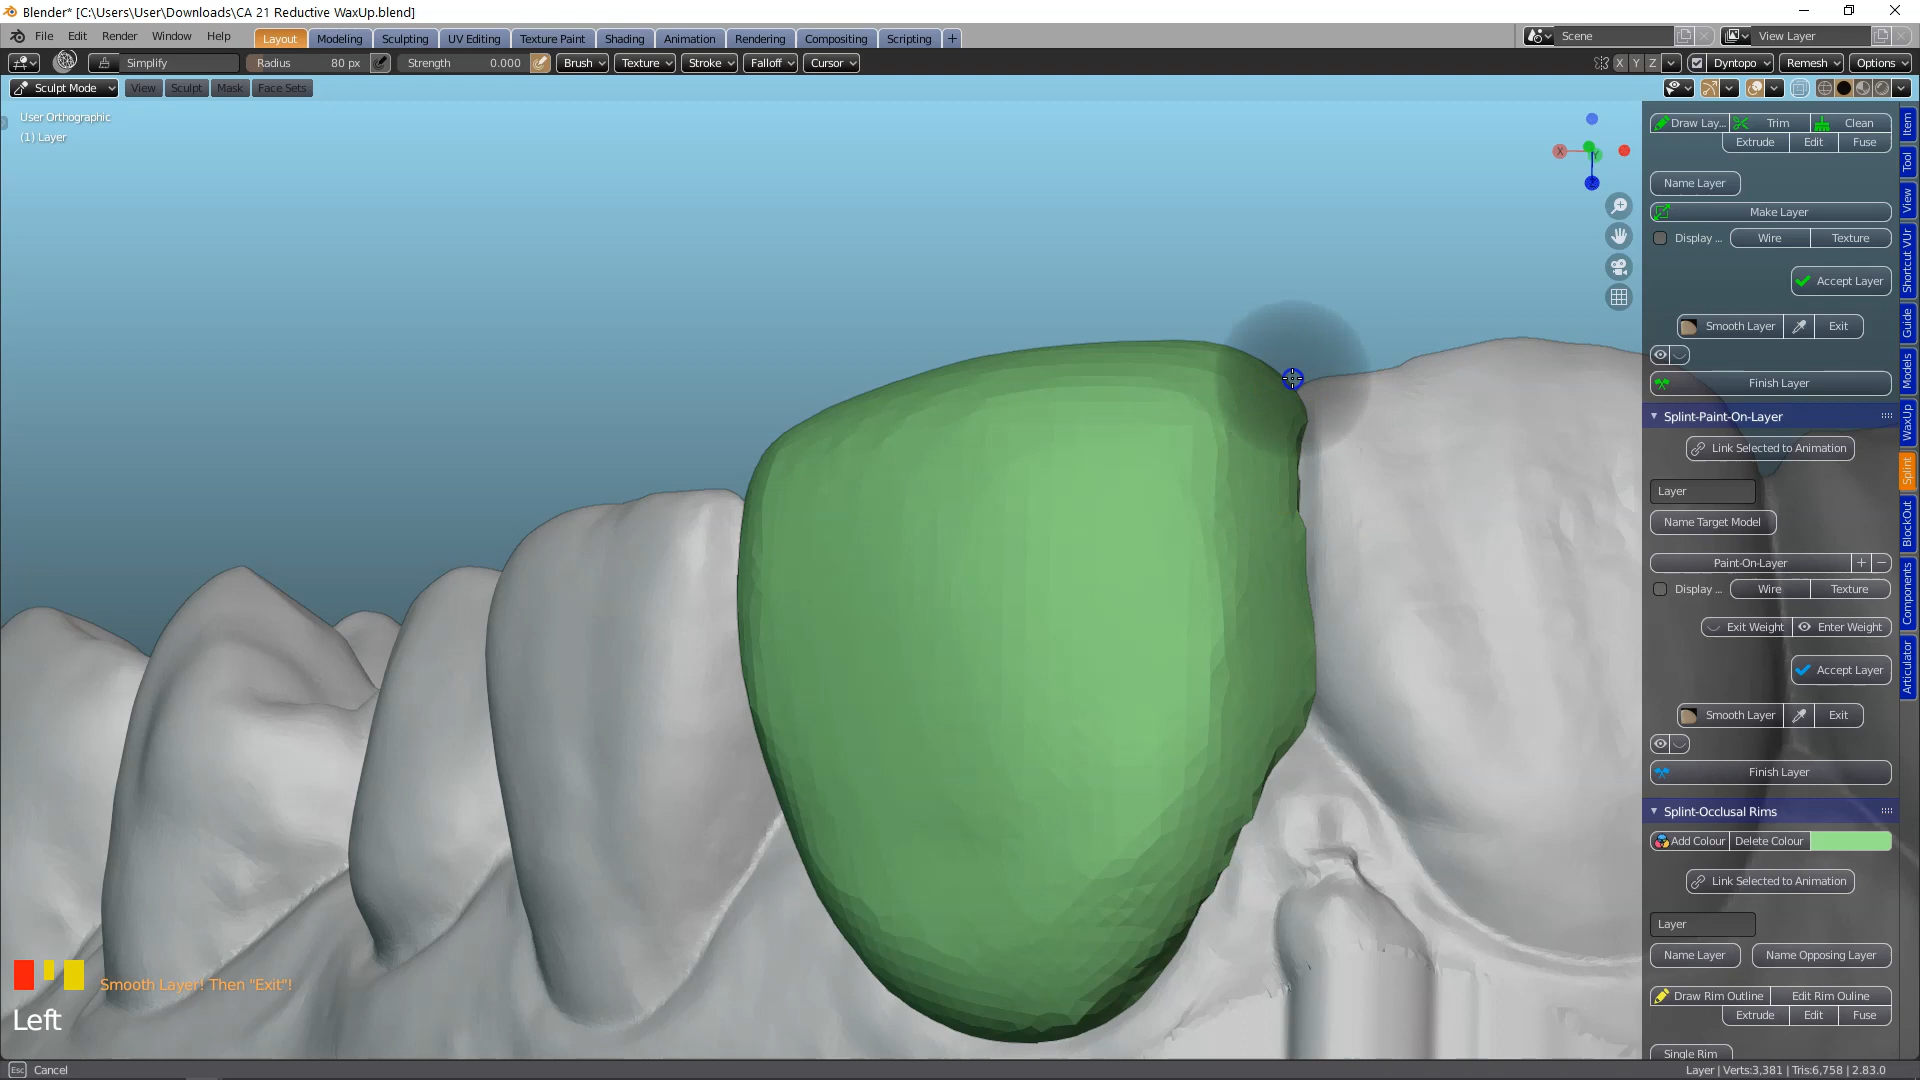 Blender* [C:\Users\User\Downloads\CA 21 Reductive WaxUp.blend]
File Edit Render Window Help Layout Modeling Sculpting UV Editing Texture Paint Shading Animation Rendering Compositing Scripting + Scene View Layer
Simplify Radius 80 px Strength 0.000 Brush Texture Stroke Falloff Cursor X Y Z Dyntopo Remesh Options
Sculpt Mode View Sculpt Mask Face Sets
User Orthographic
(1) Layer
X
Y
Z
Draw Lay... Trim Clean
Extrude Edit Fuse
Name Layer
Make Layer
Display ... Wire Texture
Accept Layer
Smooth Layer Exit
Finish Layer
Splint-Paint-On-Layer
Link Selected to Animation
Layer
Name Target Model
Paint-On-Layer + −
Display ... Wire Texture
Exit Weight Enter Weight
Accept Layer
Smooth Layer Exit
Finish Layer
Splint-Occlusal Rims
Add Colour Delete Colour
Link Selected to Animation
Layer
Name Layer Name Opposing Layer
Draw Rim Outline Edit Rim Ouline
Extrude Edit Fuse
Single Rim
Item
Tool
View
Shortcut VUr
Guide
Models
WaxUp
Splint
BlockOut
Components
Articulator
Smooth Layer! Then "Exit"!
Left
Esc Cancel
Layer | Verts:3,381 | Tris:6,758 | 2.83.0